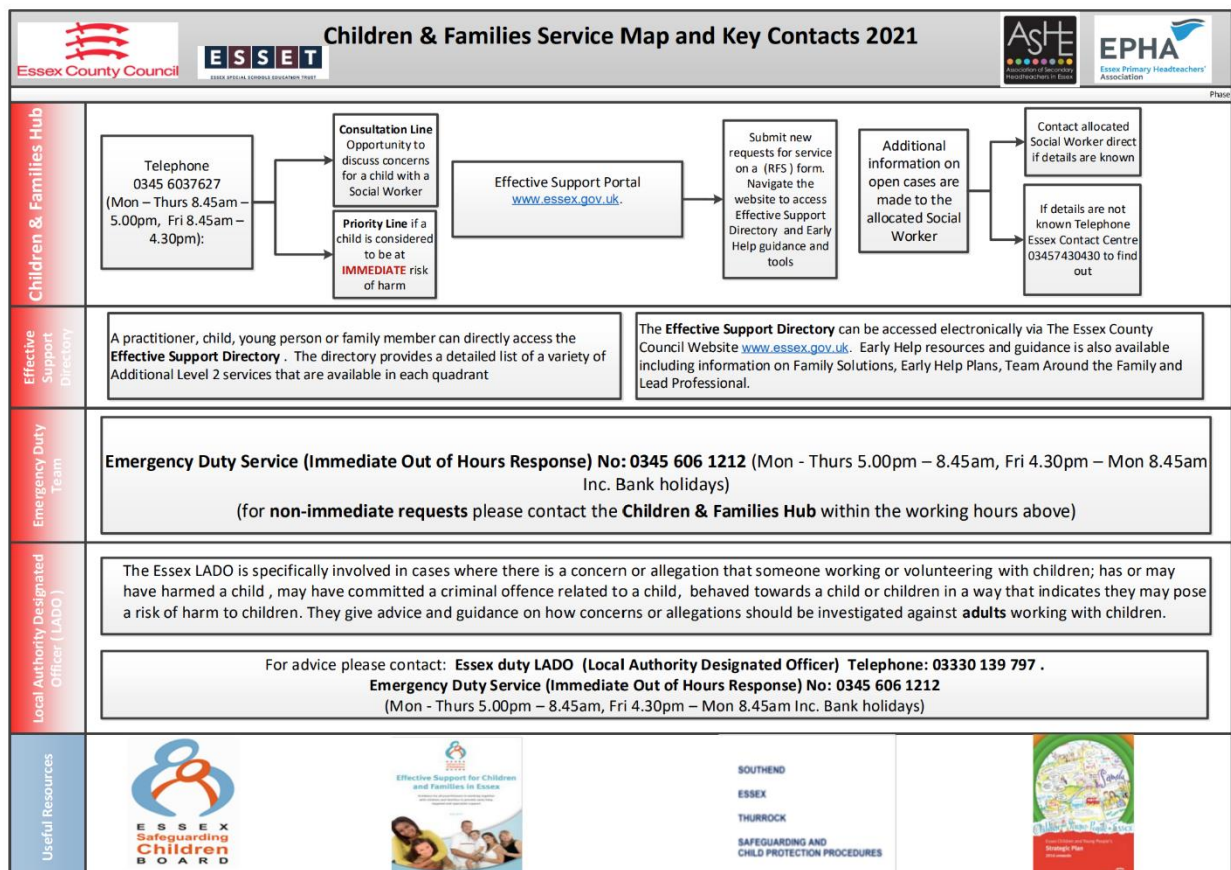 Essex County Council
ESSET
ESSEX SPECIAL SCHOOLS EDUCATION TRUST
Children & Families Service Map and Key Contacts 2021
ASHE
Association of Secondary
Headteachers in Essex
EPHA
Essex Primary Headteachers'
Association
Phase
Children & Families Hub
Telephone
0345 6037627
(Mon – Thurs 8.45am –
5.00pm, Fri 8.45am –
4.30pm):
Consultation Line
Opportunity to
discuss concerns
for a child with a
Social Worker
Priority Line if a
child is considered
to be at
IMMEDIATE risk
of harm
Effective Support Portal
www.essex.gov.uk.
Submit new
requests for service
on a (RFS ) form.
Navigate the
website to access
Effective Support
Directory and Early
Help guidance and
tools
Additional
information on
open cases are
made to the
allocated Social
Worker
Contact allocated
Social Worker direct
if details are known
If details are not
known Telephone
Essex Contact Centre
03457430430 to find
out
Effective
Support
Directory
A practitioner, child, young person or family member can directly access the
Effective Support Directory . The directory provides a detailed list of a variety of
Additional Level 2 services that are available in each quadrant
The Effective Support Directory can be accessed electronically via The Essex County
Council Website www.essex.gov.uk. Early Help resources and guidance is also available
including information on Family Solutions, Early Help Plans, Team Around the Family and
Lead Professional.
Emergency Duty
Team
Emergency Duty Service (Immediate Out of Hours Response) No: 0345 606 1212 (Mon - Thurs 5.00pm – 8.45am, Fri 4.30pm – Mon 8.45am
Inc. Bank holidays)
(for non-immediate requests please contact the Children & Families Hub within the working hours above)
Local Authority Designated
Officer ( LADO )
The Essex LADO is specifically involved in cases where there is a concern or allegation that someone working or volunteering with children; has or may
have harmed a child , may have committed a criminal offence related to a child, behaved towards a child or children in a way that indicates they may pose
a risk of harm to children. They give advice and guidance on how concerns or allegations should be investigated against adults working with children.
For advice please contact: Essex duty LADO (Local Authority Designated Officer) Telephone: 03330 139 797 .
Emergency Duty Service (Immediate Out of Hours Response) No: 0345 606 1212
(Mon - Thurs 5.00pm – 8.45am, Fri 4.30pm – Mon 8.45am Inc. Bank holidays)
Useful Resources
ESSEX
Safeguarding
Children
BOARD
Effective Support for Children
and Families in Essex
SOUTHEND
ESSEX
THURROCK
SAFEGUARDING AND
CHILD PROTECTION PROCEDURES
Essex Children and Young People's
Strategic Plan